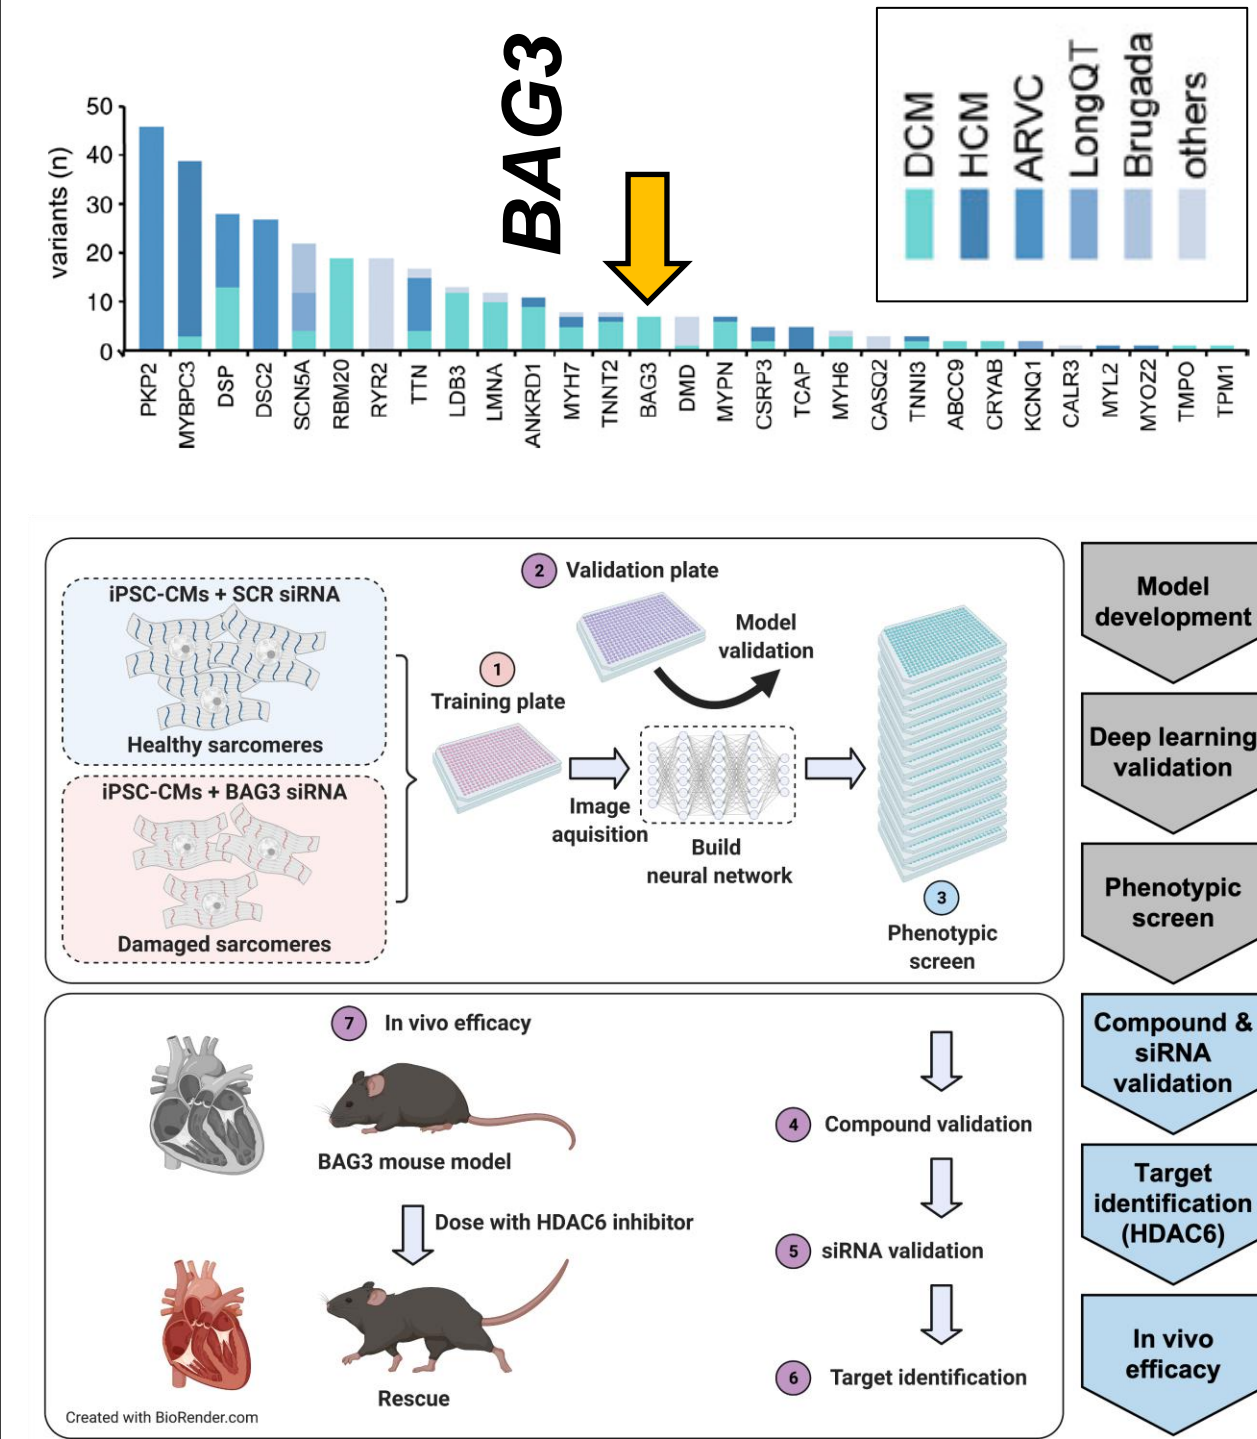 BAG3
DCM
HCM
ARVC
LongQT
Brugada
others
variants (n)
50
40
30
20
10
0
PKP2
MYBPC3
DSP
DSC2
SCN5A
RBM20
RYR2
TTN
LDB3
LMNA
ANKRD1
MYH7
TNNT2
BAG3
DMD
MYPN
CSRP3
TCAP
MYH6
CASQ2
TNNI3
ABCC9
CRYAB
KCNQ1
CALR3
MYL2
MYOZ2
TMPO
TPM1
iPSC-CMs + SCR siRNA
Healthy sarcomeres
iPSC-CMs + BAG3 siRNA
Damaged sarcomeres
1
Training plate
2 Validation plate
Model
validation
Image
aquisition
Build
neural network
3
Phenotypic
screen
Model
development
Deep learning
validation
Phenotypic
screen
7 In vivo efficacy
BAG3 mouse model
Dose with HDAC6 inhibitor
Rescue
Created with BioRender.com
4 Compound validation
5 siRNA validation
6 Target identification
Compound &
siRNA
validation
Target
identification
(HDAC6)
In vivo
efficacy